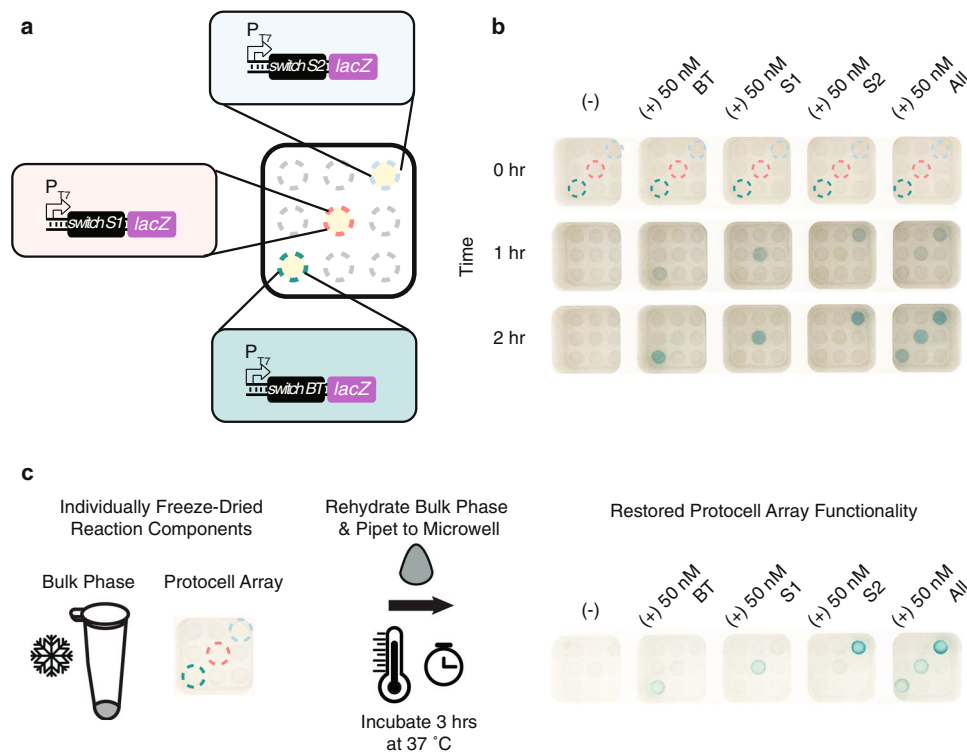 a
P
T7
switch S2
lacZ
P
T7
switch S1
lacZ
P
T7
switch BT
lacZ
b
(-)
(+) 50 nM
BT
(+) 50 nM
S1
(+) 50 nM
S2
(+) 50 nM
All
Time
0 hr
1 hr
2 hr
c
Individually Freeze-Dried
Reaction Components
Bulk Phase
Protocell Array
Rehydrate Bulk Phase
& Pipet to Microwell
Incubate 3 hrs
at 37 ˚C
Restored Protocell Array Functionality
(-)
(+) 50 nM
BT
(+) 50 nM
S1
(+) 50 nM
S2
(+) 50 nM
All